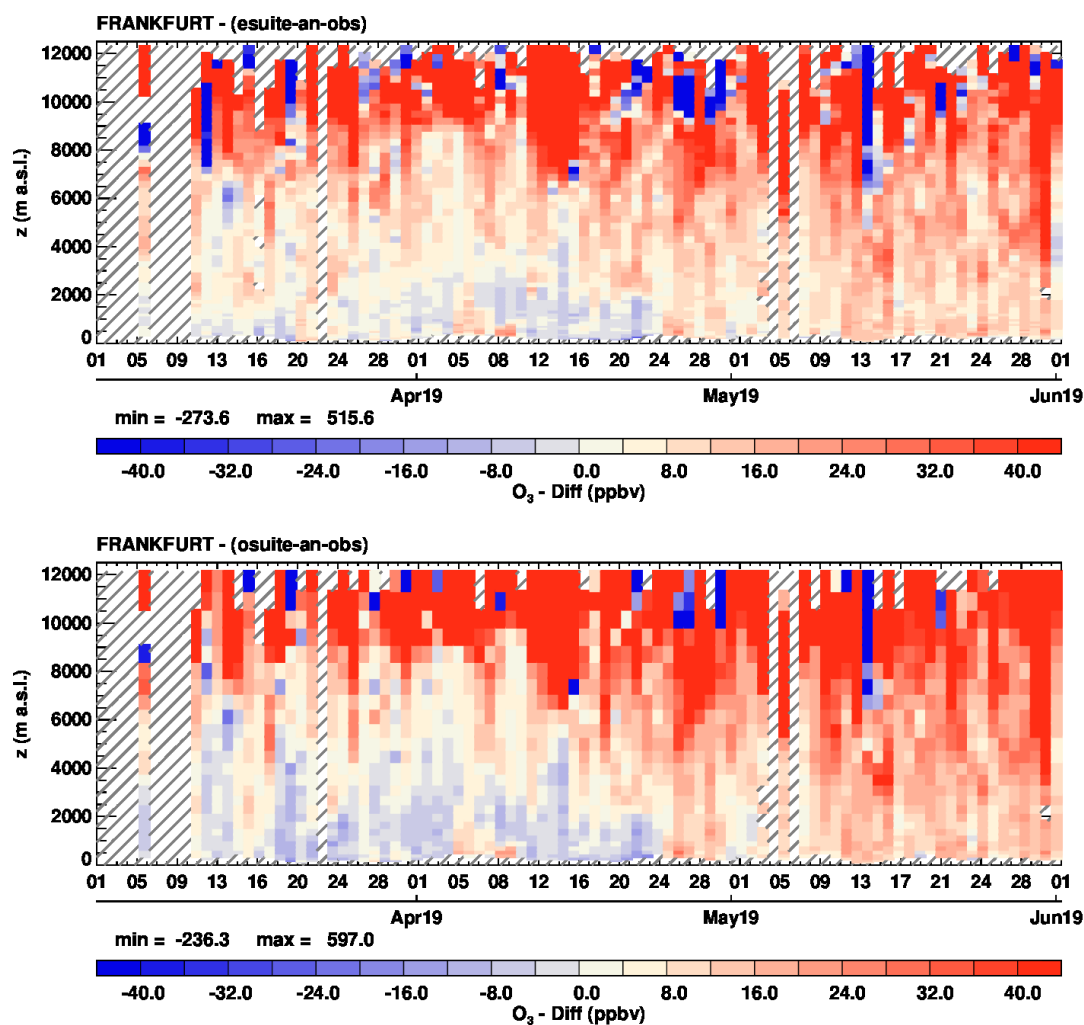 FRANKFURT - (esuite-an-obs)
12000
10000
8000
6000
4000
2000
0
z (m a.s.l.)
01 05 09 12 16 20 24 28 01 05 09 12 16 20 24 28 01 05 09 13 17 21 24 28 01
Apr19 May19 Jun19
min = -273.6 max = 515.6
-40.0 -32.0 -24.0 -16.0 -8.0 0.0 8.0 16.0 24.0 32.0 40.0
O3 - Diff (ppbv)
FRANKFURT - (osuite-an-obs)
12000
10000
8000
6000
4000
2000
0
z (m a.s.l.)
01 05 09 12 16 20 24 28 01 05 09 12 16 20 24 28 01 05 09 13 17 21 24 28 01
Apr19 May19 Jun19
min = -236.3 max = 597.0
-40.0 -32.0 -24.0 -16.0 -8.0 0.0 8.0 16.0 24.0 32.0 40.0
O3 - Diff (ppbv)